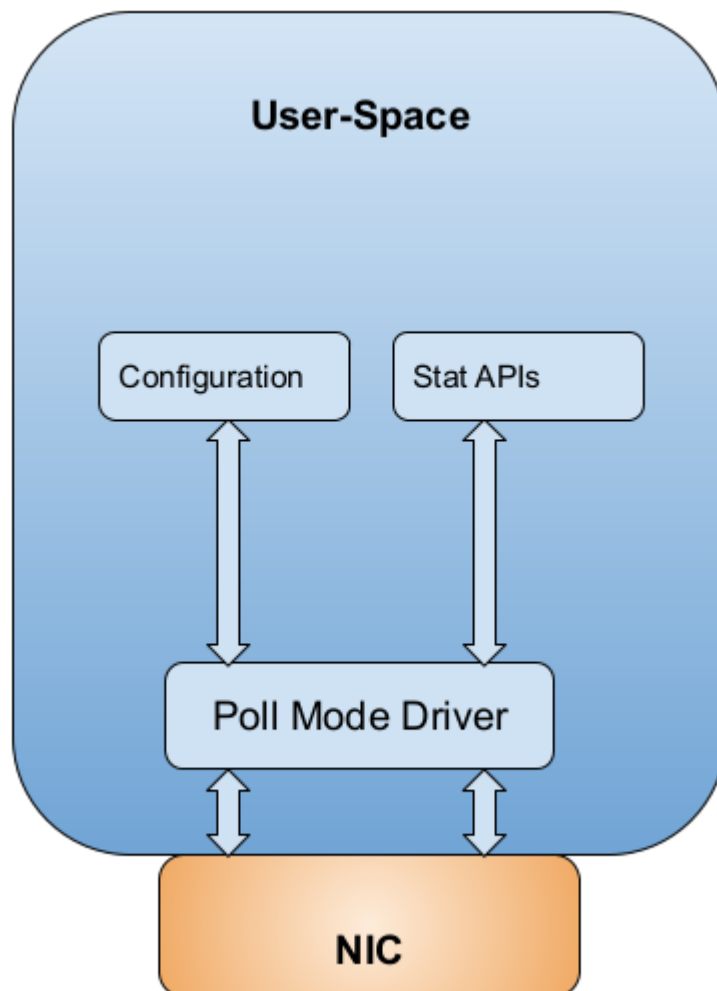 User-Space
Configuration
Stat APIs
Poll Mode Driver
NIC